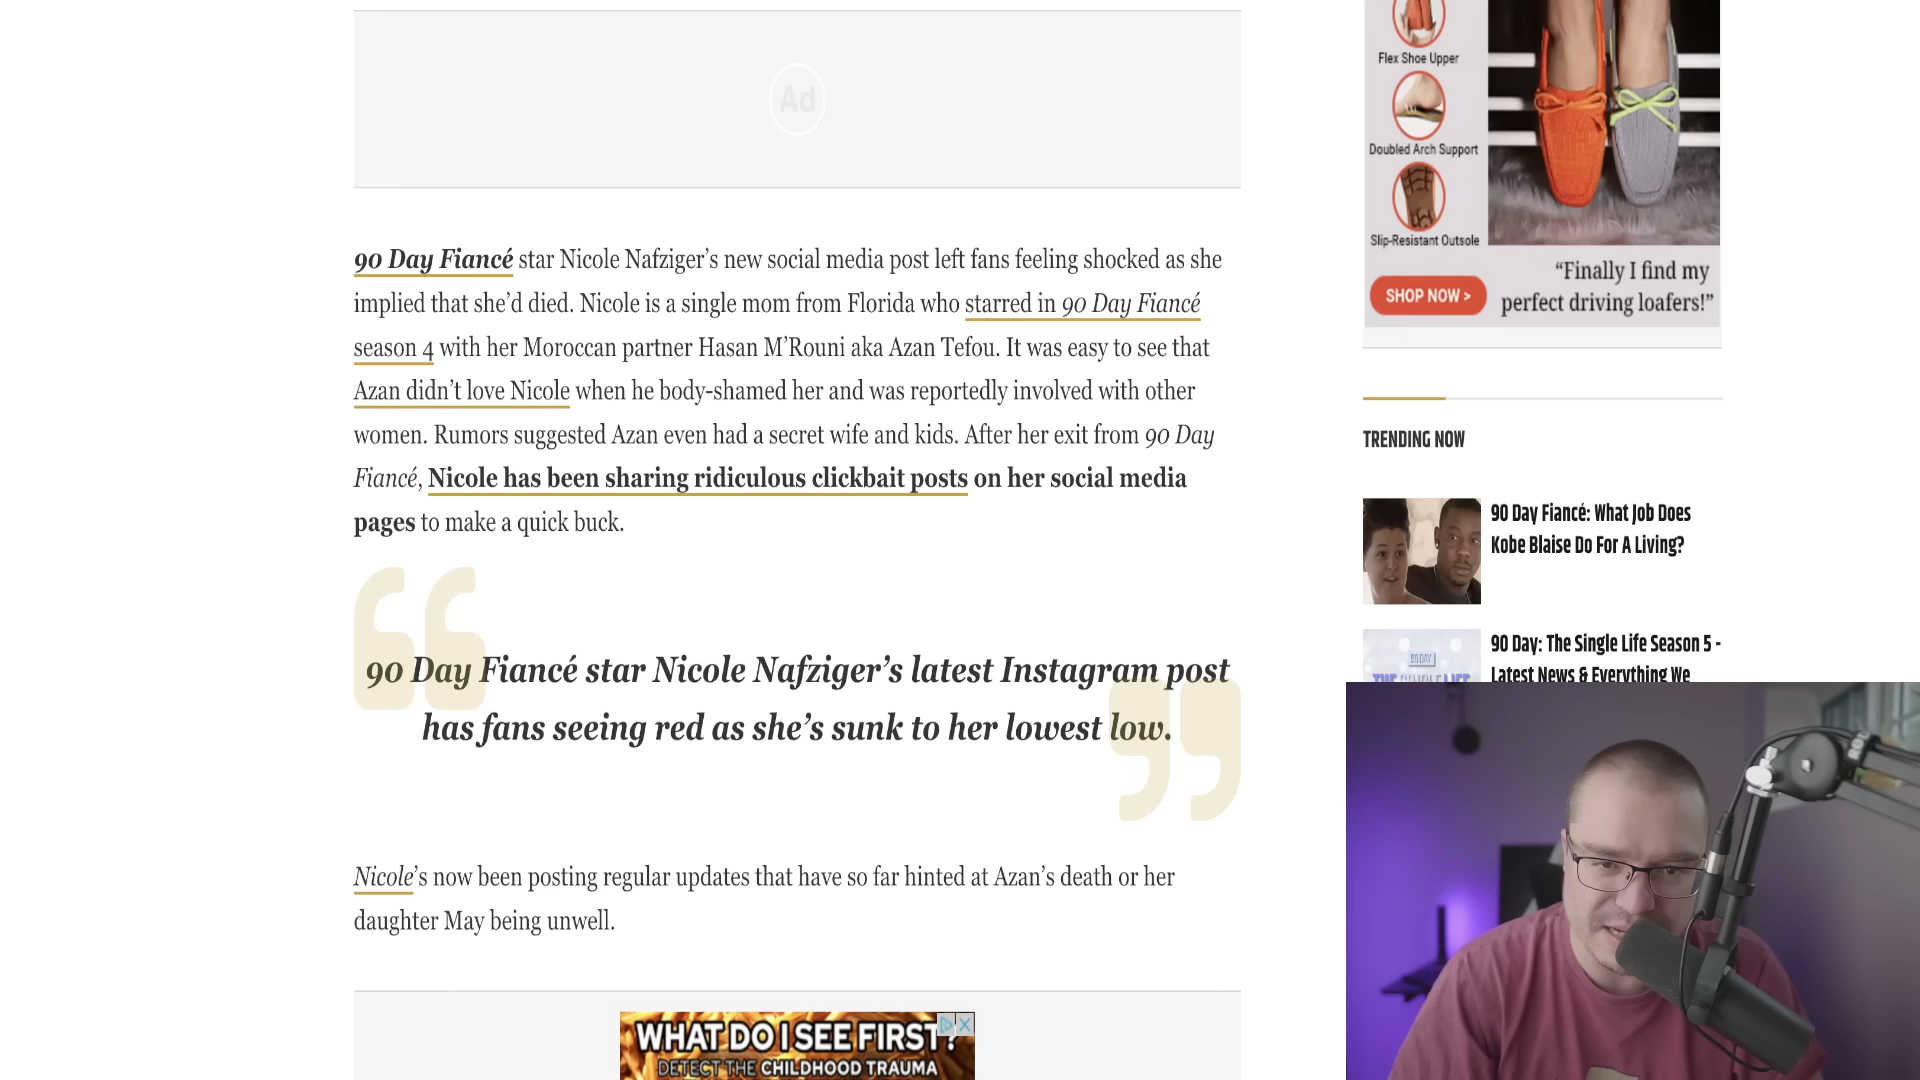 Ad
90 Day Fiancé star Nicole Nafziger’s new social media post left fans feeling shocked as she
implied that she’d died. Nicole is a single mom from Florida who starred in 90 Day Fiancé
season 4 with her Moroccan partner Hasan M’Rouni aka Azan Tefou. It was easy to see that
Azan didn’t love Nicole when he body-shamed her and was reportedly involved with other
women. Rumors suggested Azan even had a secret wife and kids. After her exit from 90 Day
Fiancé, Nicole has been sharing ridiculous clickbait posts on her social media
pages to make a quick buck.
90 Day Fiancé star Nicole Nafziger’s latest Instagram post
has fans seeing red as she’s sunk to her lowest low.
Nicole’s now been posting regular updates that have so far hinted at Azan’s death or her
daughter May being unwell.
WHAT DO I SEE FIRST?
DETECT THE CHILDHOOD TRAUMA
Flex Shoe Upper
Doubled Arch Support
Slip-Resistant Outsole
SHOP NOW >
“Finally I find my
perfect driving loafers!”
TRENDING NOW
90 Day Fiancé: What Job Does
Kobe Blaise Do For A Living?
90 DAY
THE SINGLE LIFE
90 Day: The Single Life Season 5 -
Latest News & Everything We